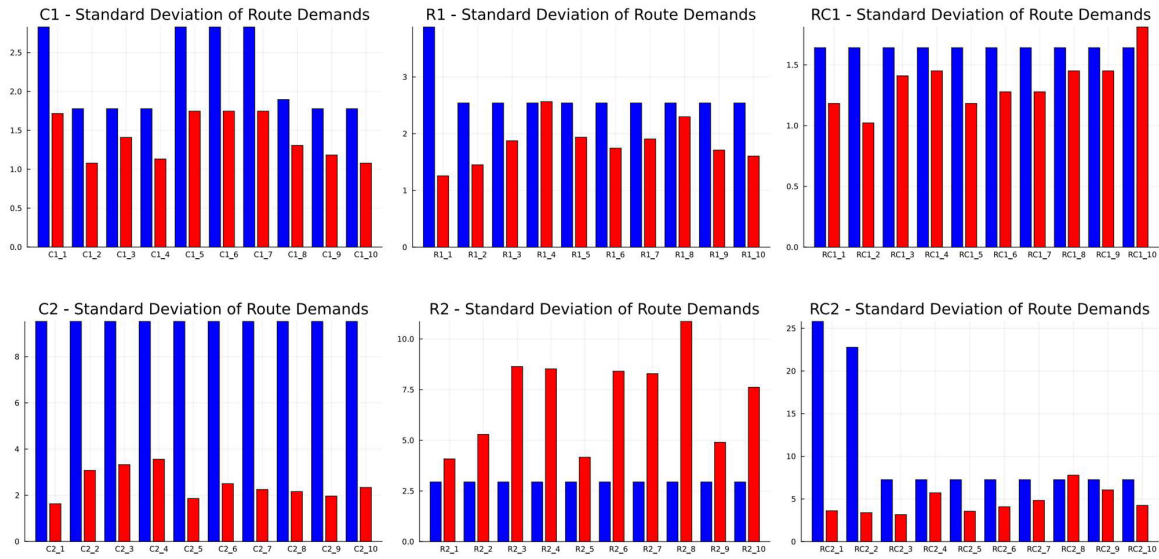 C1 - Standard Deviation of Route Demands
2.5
2.0
1.5
1.0
0.5
0.0
C1_1 C1_2 C1_3 C1_4 C1_5 C1_6 C1_7 C1_8 C1_9 C1_10
R1 - Standard Deviation of Route Demands
3
2
1
0
R1_1 R1_2 R1_3 R1_4 R1_5 R1_6 R1_7 R1_8 R1_9 R1_10
RC1 - Standard Deviation of Route Demands
1.5
1.0
0.5
0.0
RC1_1 RC1_2 RC1_3 RC1_4 RC1_5 RC1_6 RC1_7 RC1_8 RC1_9 RC1_10
C2 - Standard Deviation of Route Demands
8
6
4
2
0
C2_1 C2_2 C2_3 C2_4 C2_5 C2_6 C2_7 C2_8 C2_9 C2_10
R2 - Standard Deviation of Route Demands
10.0
7.5
5.0
2.5
0.0
R2_1 R2_2 R2_3 R2_4 R2_5 R2_6 R2_7 R2_8 R2_9 R2_10
RC2 - Standard Deviation of Route Demands
25
20
15
10
5
0
RC2_1 RC2_2 RC2_3 RC2_4 RC2_5 RC2_6 RC2_7 RC2_8 RC2_9 RC2_10